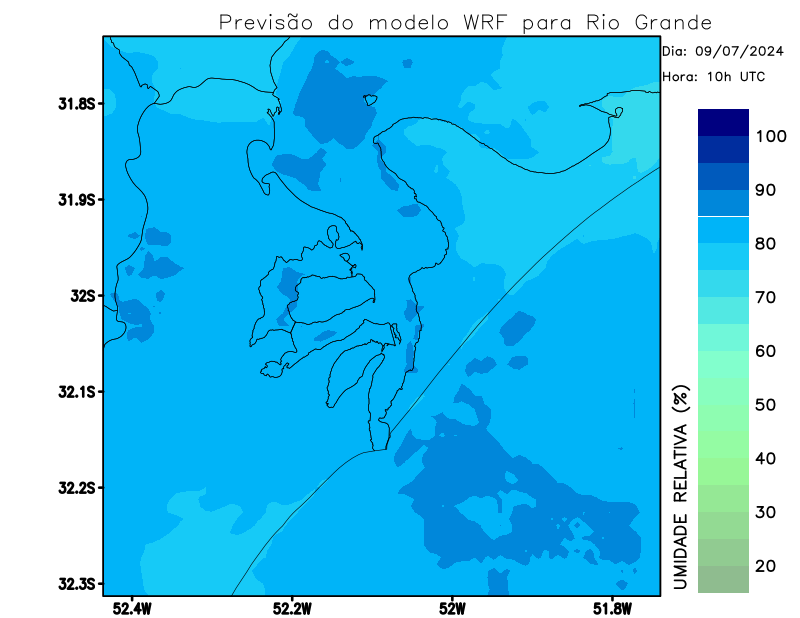 Previsão do modelo WRF para Rio Grande
Dia: 09/07/2024
Hora: 10h UTC
31.8S
31.9S
32S
32.1S
32.2S
32.3S
52.4W
52.2W
52W
51.8W
100
90
80
70
60
50
40
30
20
UMIDADE RELATIVA (%)